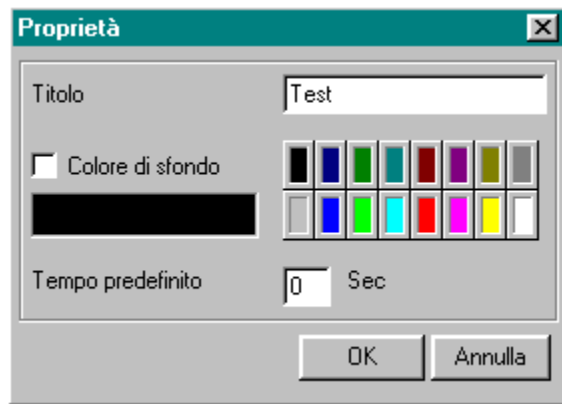 Proprietà
Titolo Test
Colore di sfondo
Tempo predefinito 0 Sec
OK Annulla